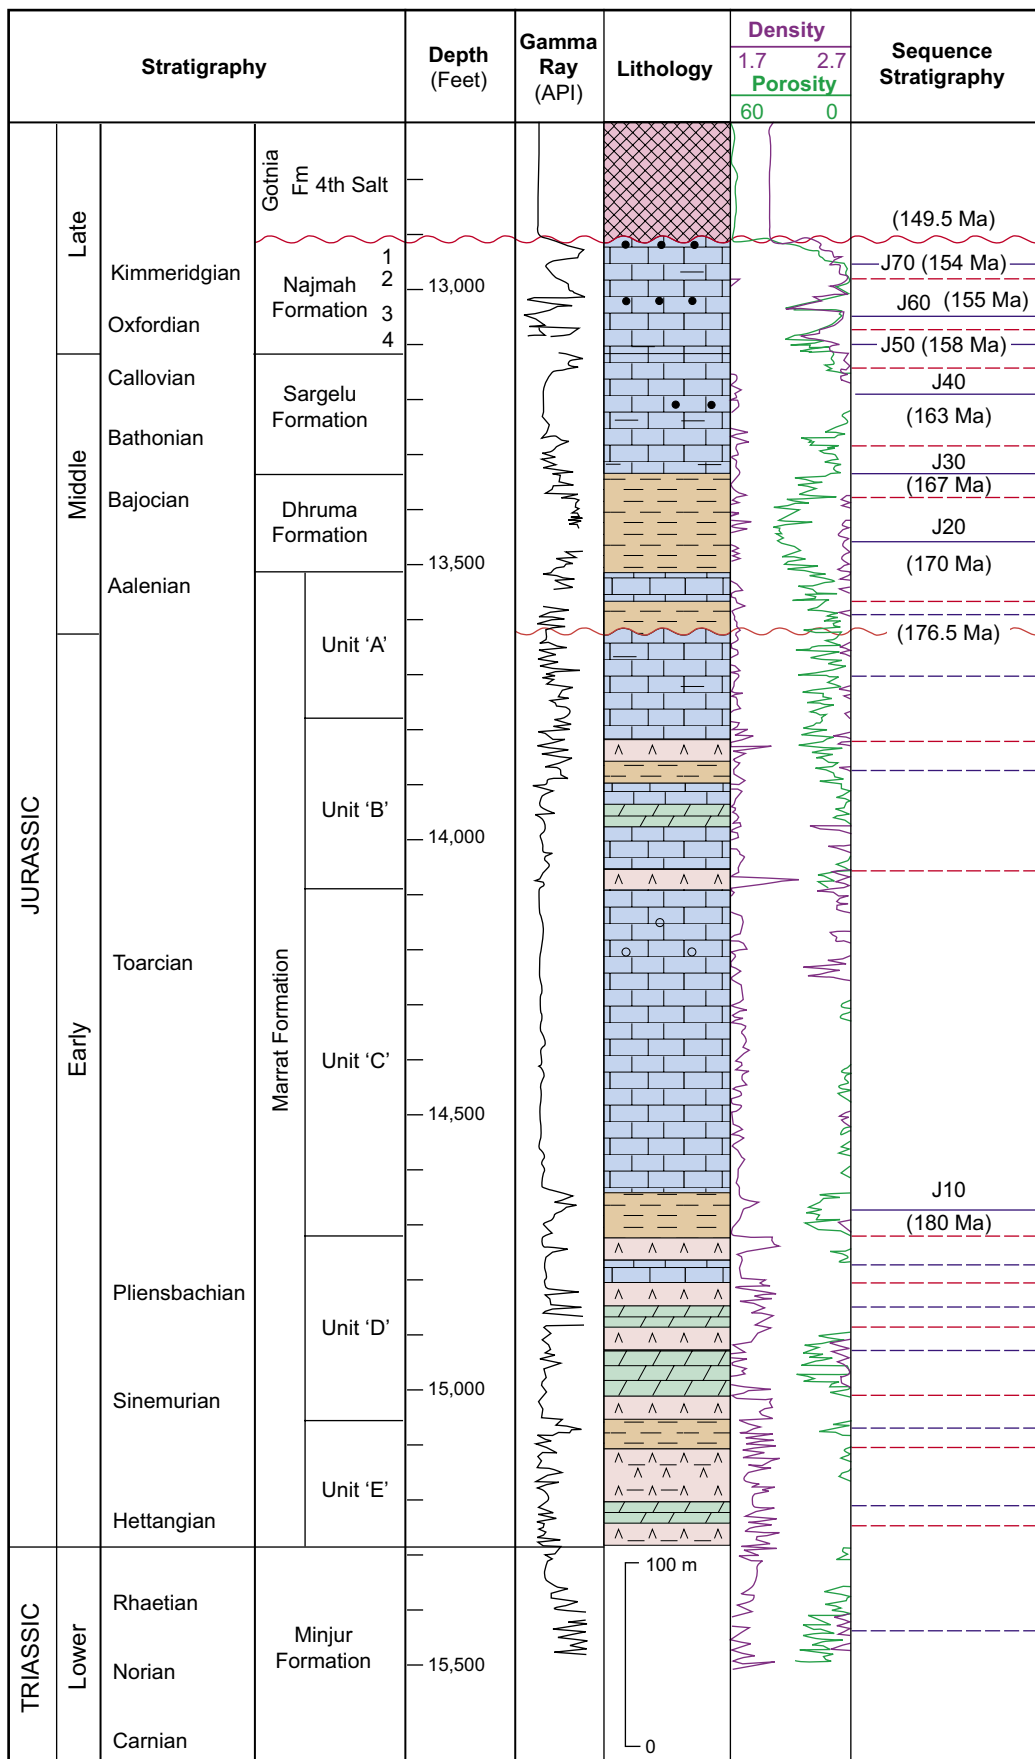 Stratigraphy
Depth
(Feet)
Gamma
Ray
(API)
Lithology
Density
1.7 2.7
Porosity
60 0
Sequence
Stratigraphy
JURASSIC
TRIASSIC
Late
Middle
Early
Lower
Kimmeridgian
Oxfordian
Callovian
Bathonian
Bajocian
Aalenian
Toarcian
Pliensbachian
Sinemurian
Hettangian
Rhaetian
Norian
Carnian
Gotnia
Fm
4th Salt
Najmah
Formation
1
2
3
4
Sargelu
Formation
Dhruma
Formation
Marrat Formation
Unit ‘A’
Unit ‘B’
Unit ‘C’
Unit ‘D’
Unit ‘E’
Minjur
Formation
13,000
13,500
14,000
14,500
15,000
15,500
100 m
0
(149.5 Ma)
J70 (154 Ma)
J60 (155 Ma)
J50 (158 Ma)
J40
(163 Ma)
J30
(167 Ma)
J20
(170 Ma)
(176.5 Ma)
J10
(180 Ma)